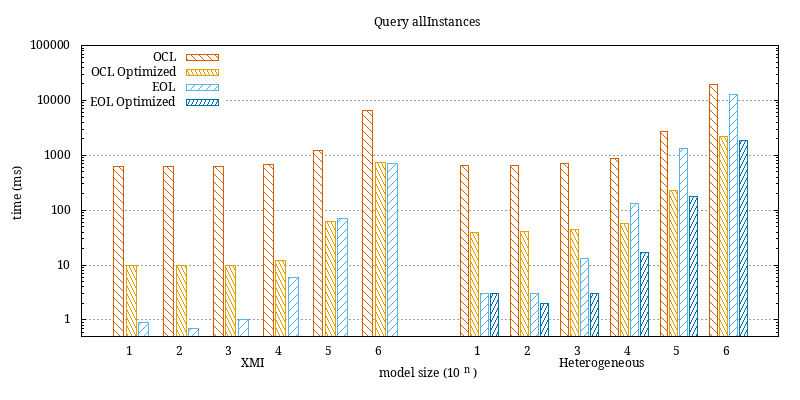 Query allInstances
100000
10000
1000
100
10
1
time (ms)
OCL
OCL Optimized
EOL
EOL Optimized
1 2 3 4 5 6 1 2 3 4 5 6
XMI Heterogeneous
model size (10 n )